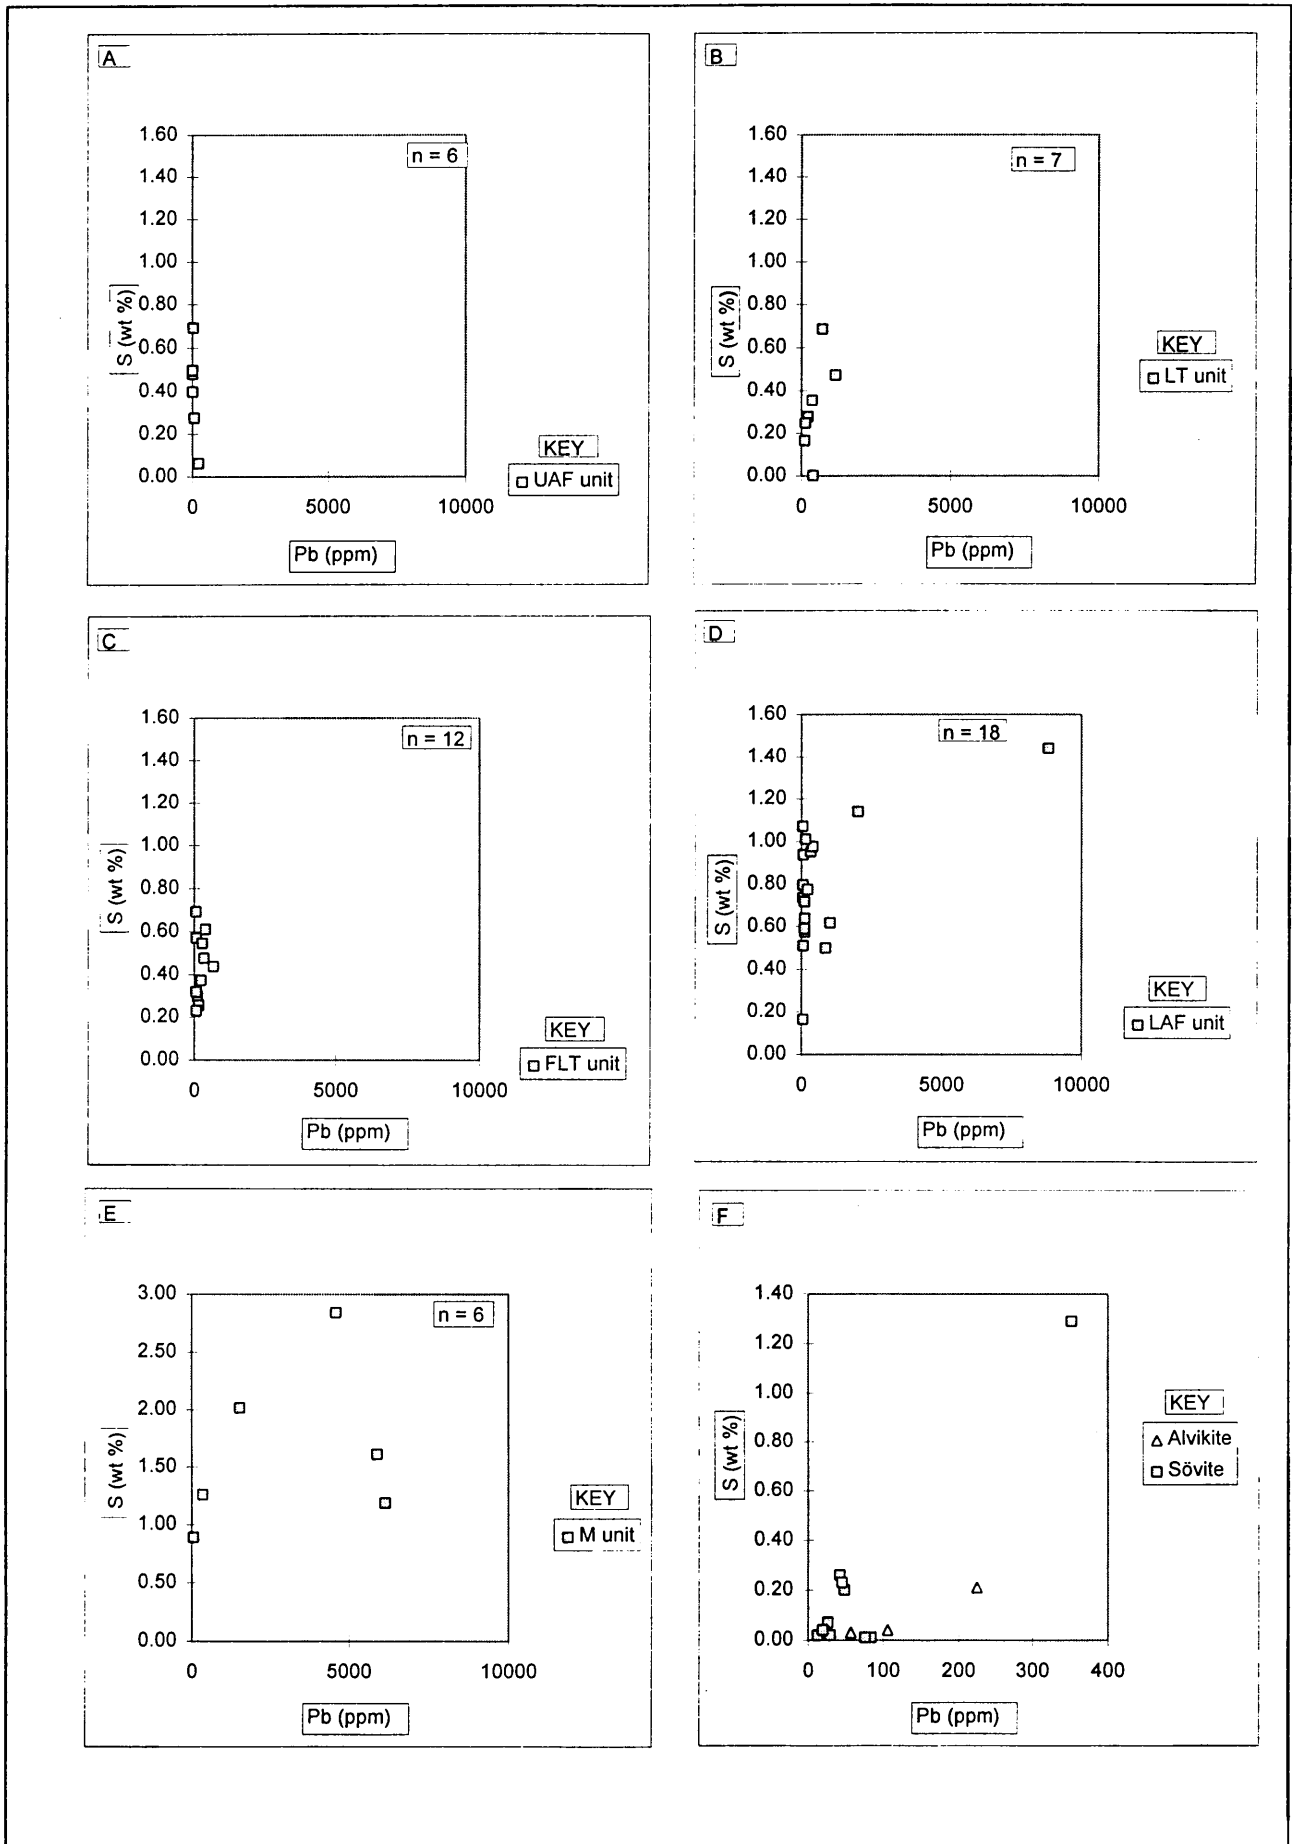 A
1.60
n = 6
1.40
1.20
1.00
0.80
0.60
0.40
0.20
0.00
S (wt %)
0 5000 10000
Pb (ppm)
KEY
UAF unit
B
1.60
n = 7
1.40
1.20
1.00
0.80
0.60
0.40
0.20
0.00
S (wt %)
0 5000 10000
Pb (ppm)
KEY
LT unit
C
1.60
n = 12
1.40
1.20
1.00
0.80
0.60
0.40
0.20
0.00
S (wt %)
0 5000 10000
Pb (ppm)
KEY
FLT unit
D
1.60
n = 18
1.40
1.20
1.00
0.80
0.60
0.40
0.20
0.00
S (wt %)
0 5000 10000
Pb (ppm)
KEY
LAF unit
E
3.00
n = 6
2.50
2.00
1.50
1.00
0.50
0.00
S (wt %)
0 5000 10000
Pb (ppm)
KEY
M unit
F
1.40
1.20
1.00
0.80
0.60
0.40
0.20
0.00
S (wt %)
0 100 200 300 400
Pb (ppm)
KEY
Alvikite
Sövite